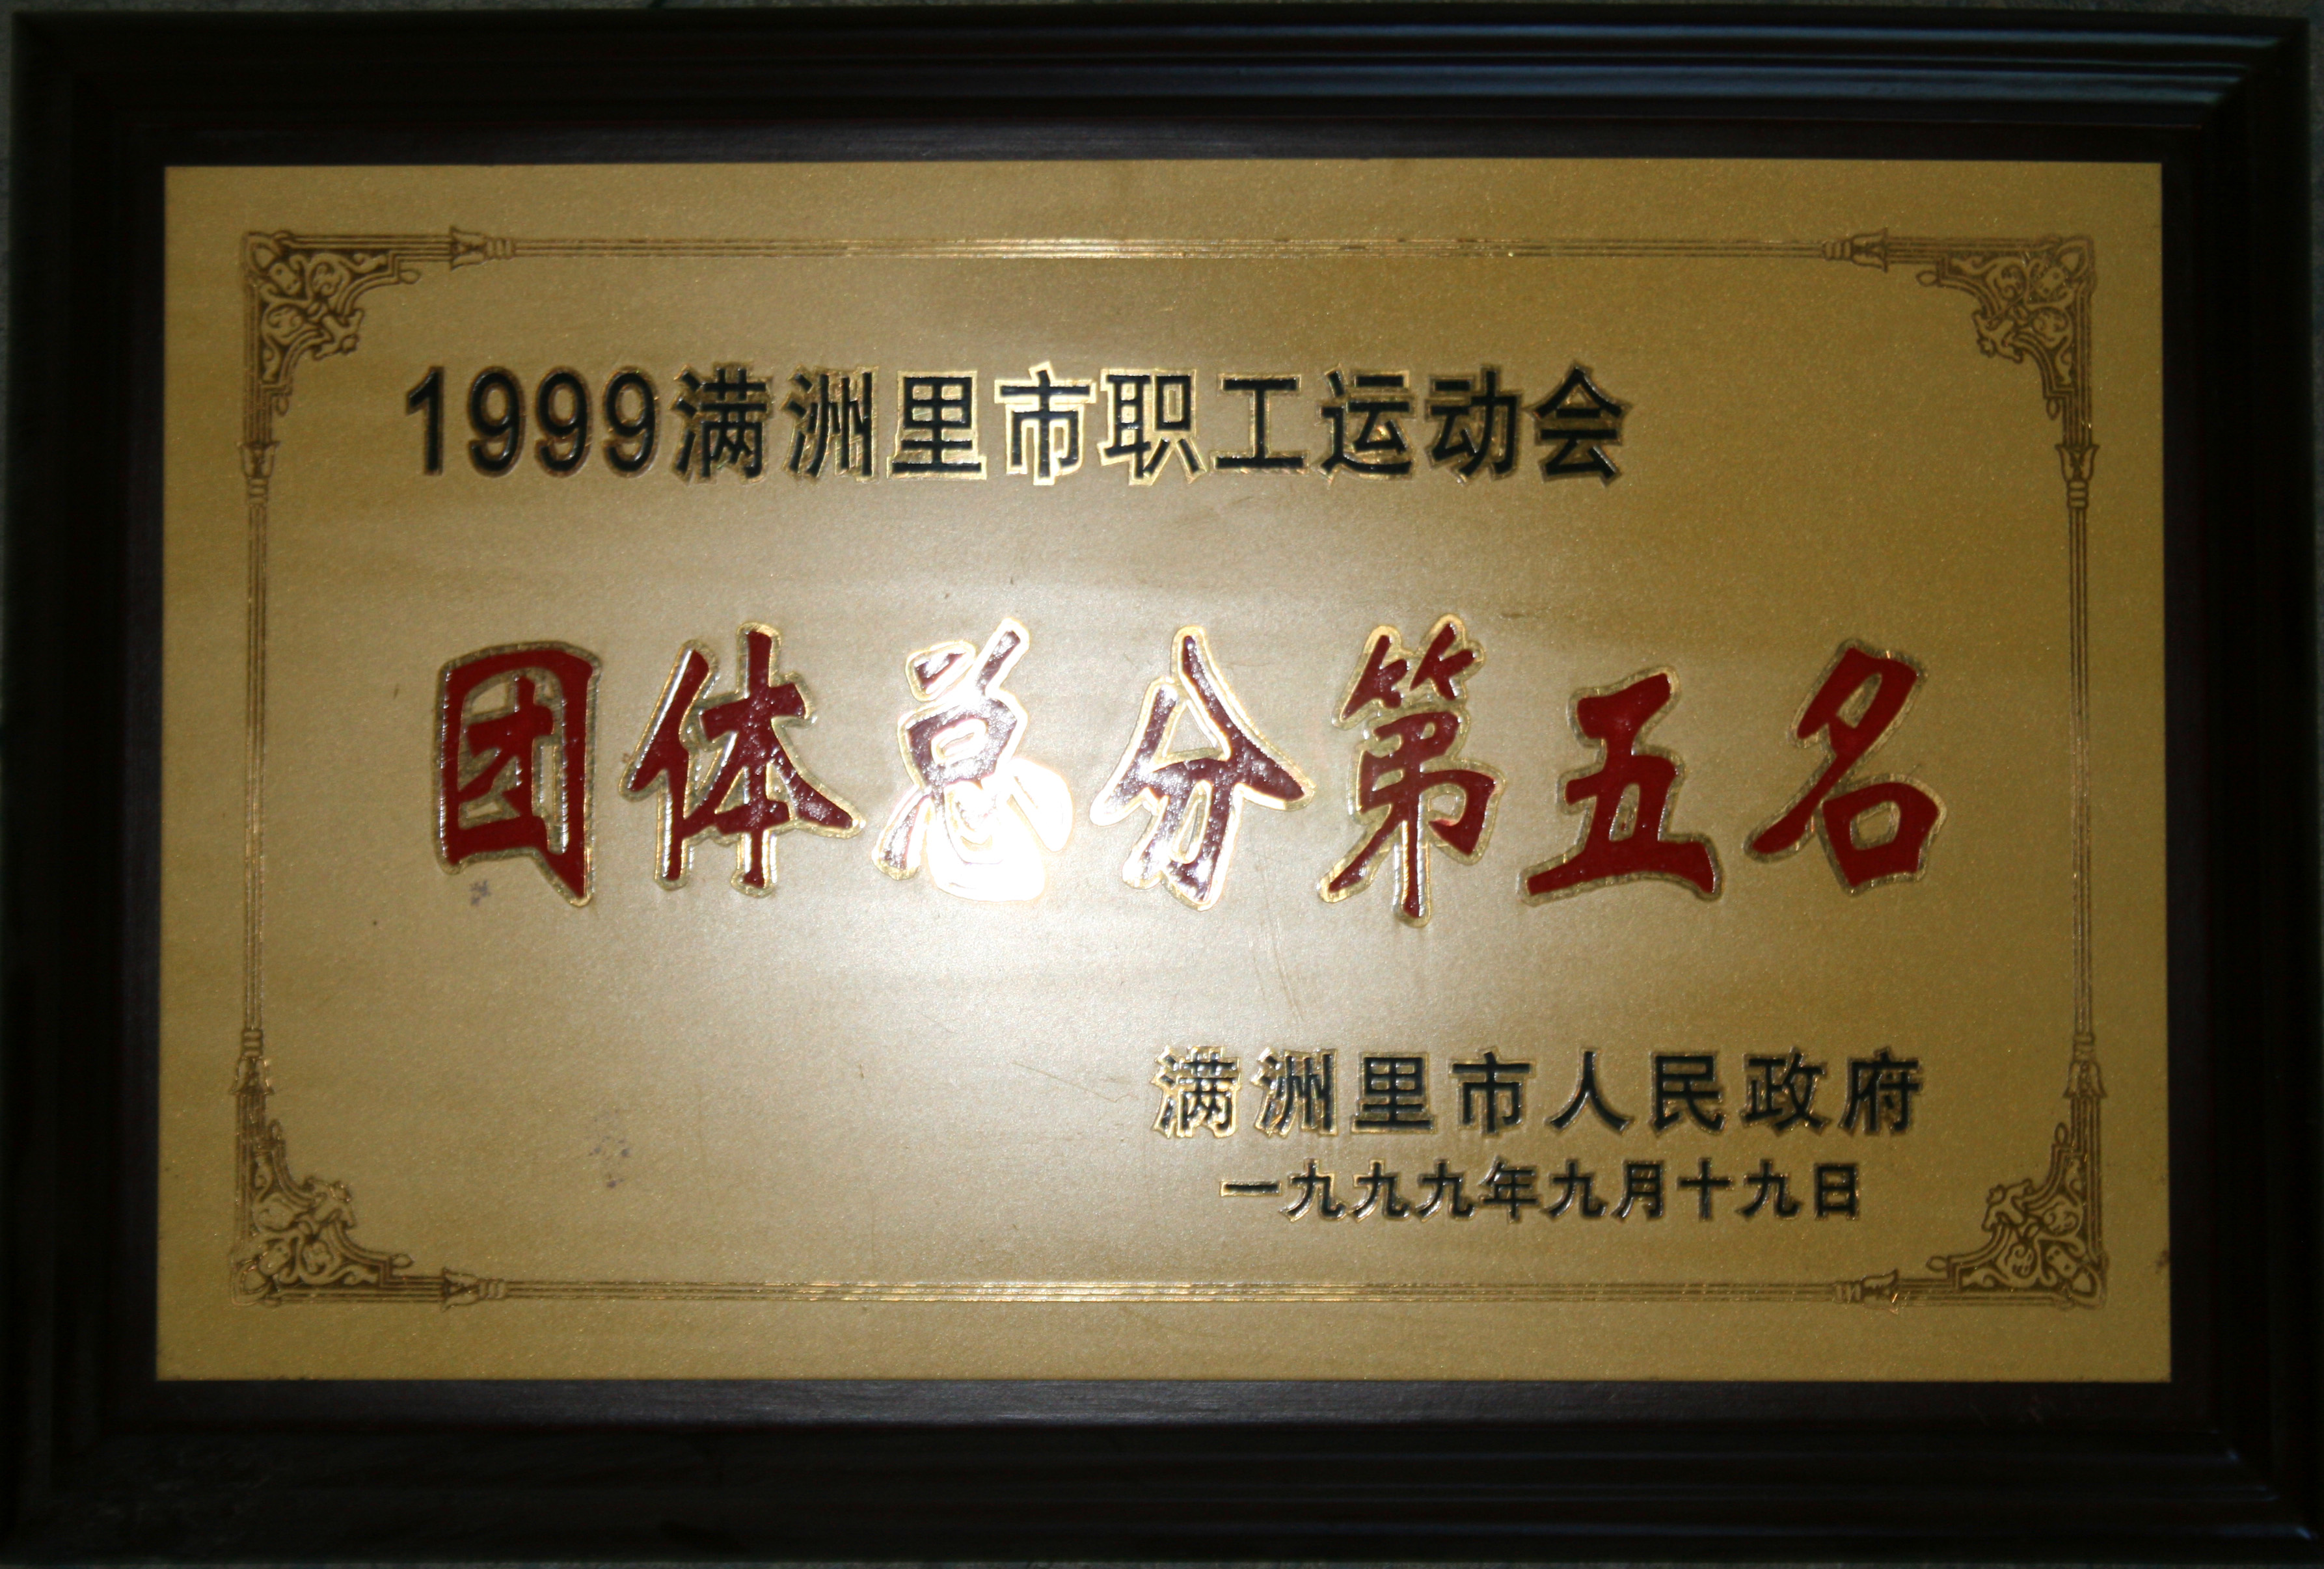 1999满洲里市职工运动会
团体总分第五名
满洲里市人民政府
一九九九年九月十九日